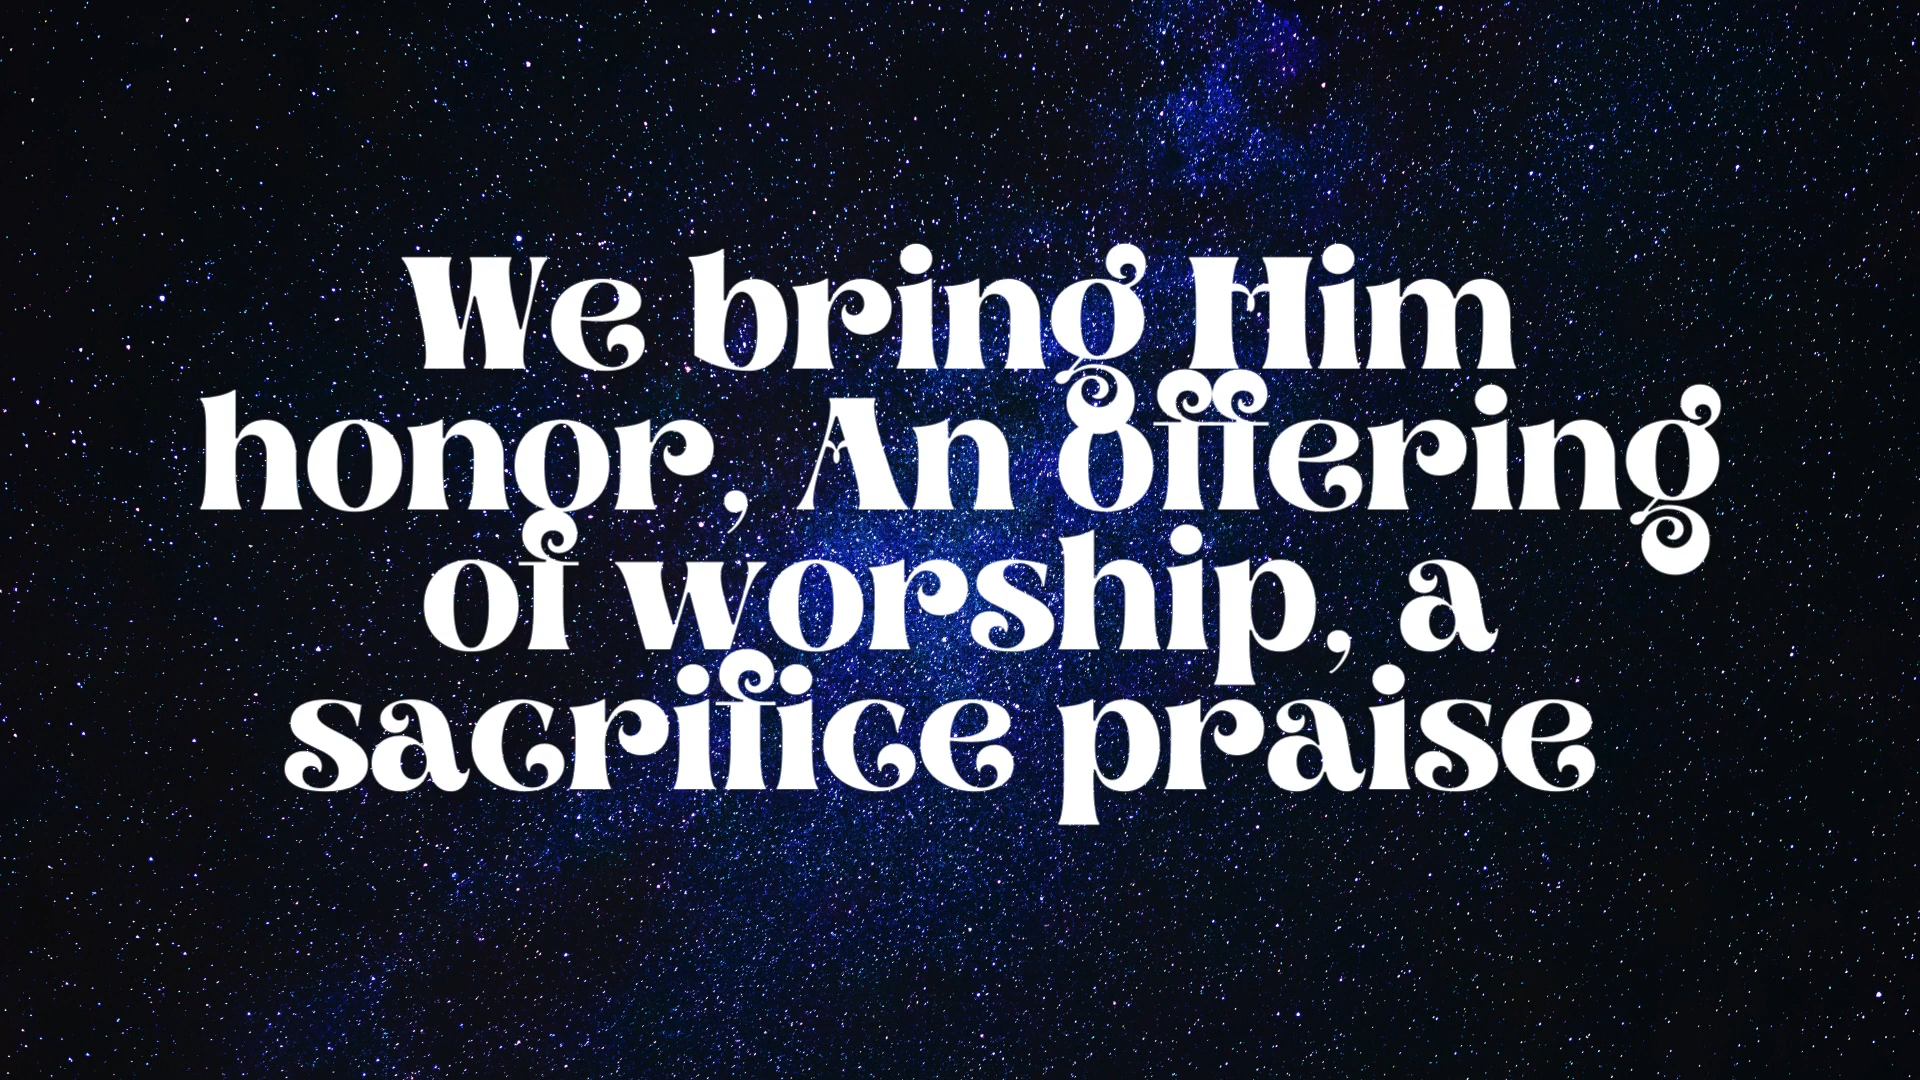 We bring Him
honor, An offering
of worship, a
sacrifice praise